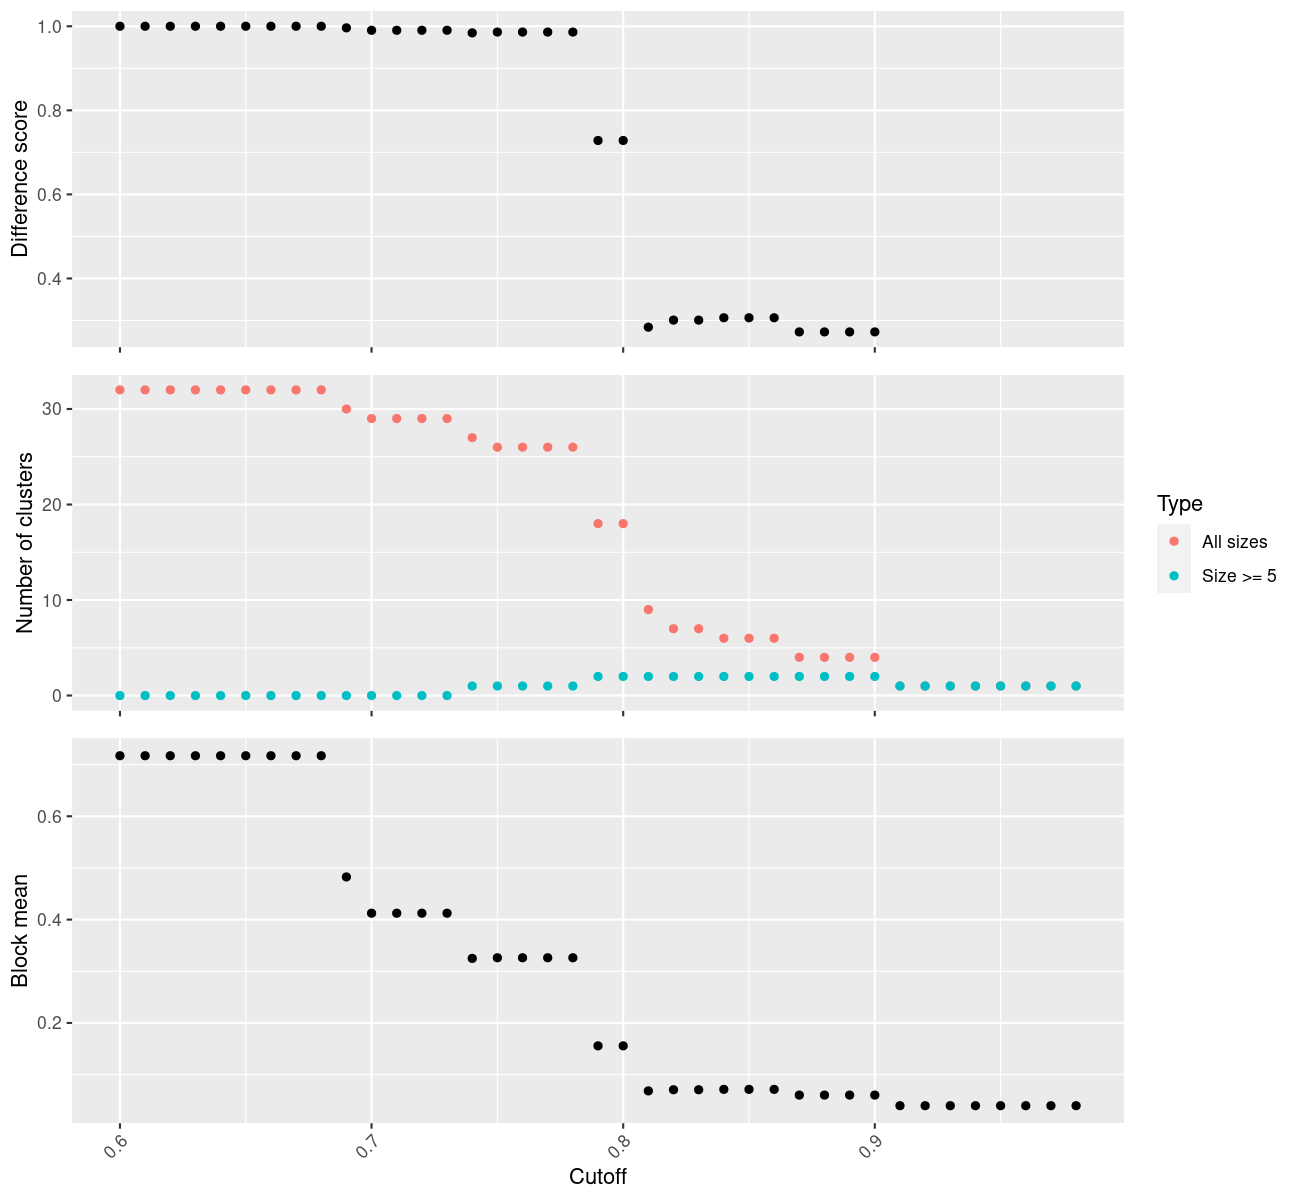 Difference score
1.0
0.8
0.6
0.4
Number of clusters
30
20
10
0
Type
All sizes
Size >= 5
Block mean
0.6
0.4
0.2
0.6
0.7
0.8
0.9
Cutoff